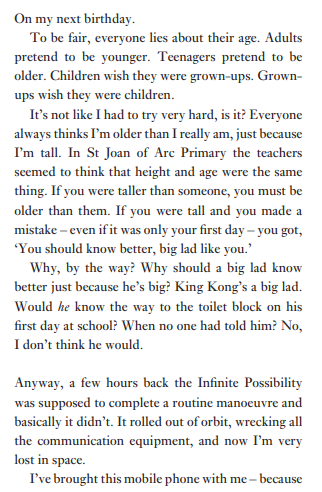 On my next birthday.
To be fair, everyone lies about their age. Adults
pretend to be younger. Teenagers pretend to be
older. Children wish they were grown-ups. Grown-
ups wish they were children.
It’s not like I had to try very hard, is it? Everyone
always thinks I’m older than I really am, just because
I’m tall. In St Joan of Arc Primary the teachers
seemed to think that height and age were the same
thing. If you were taller than someone, you must be
older than them. If you were tall and you made a
mistake – even if it was only your first day – you got,
‘You should know better, big lad like you.’
Why, by the way? Why should a big lad know
better just because he’s big? King Kong’s a big lad.
Would he know the way to the toilet block on his
first day at school? When no one had told him? No,
I don’t think he would.
Anyway, a few hours back the Infinite Possibility
was supposed to complete a routine manoeuvre and
basically it didn’t. It rolled out of orbit, wrecking all
the communication equipment, and now I’m very
lost in space.
I’ve brought this mobile phone with me – because